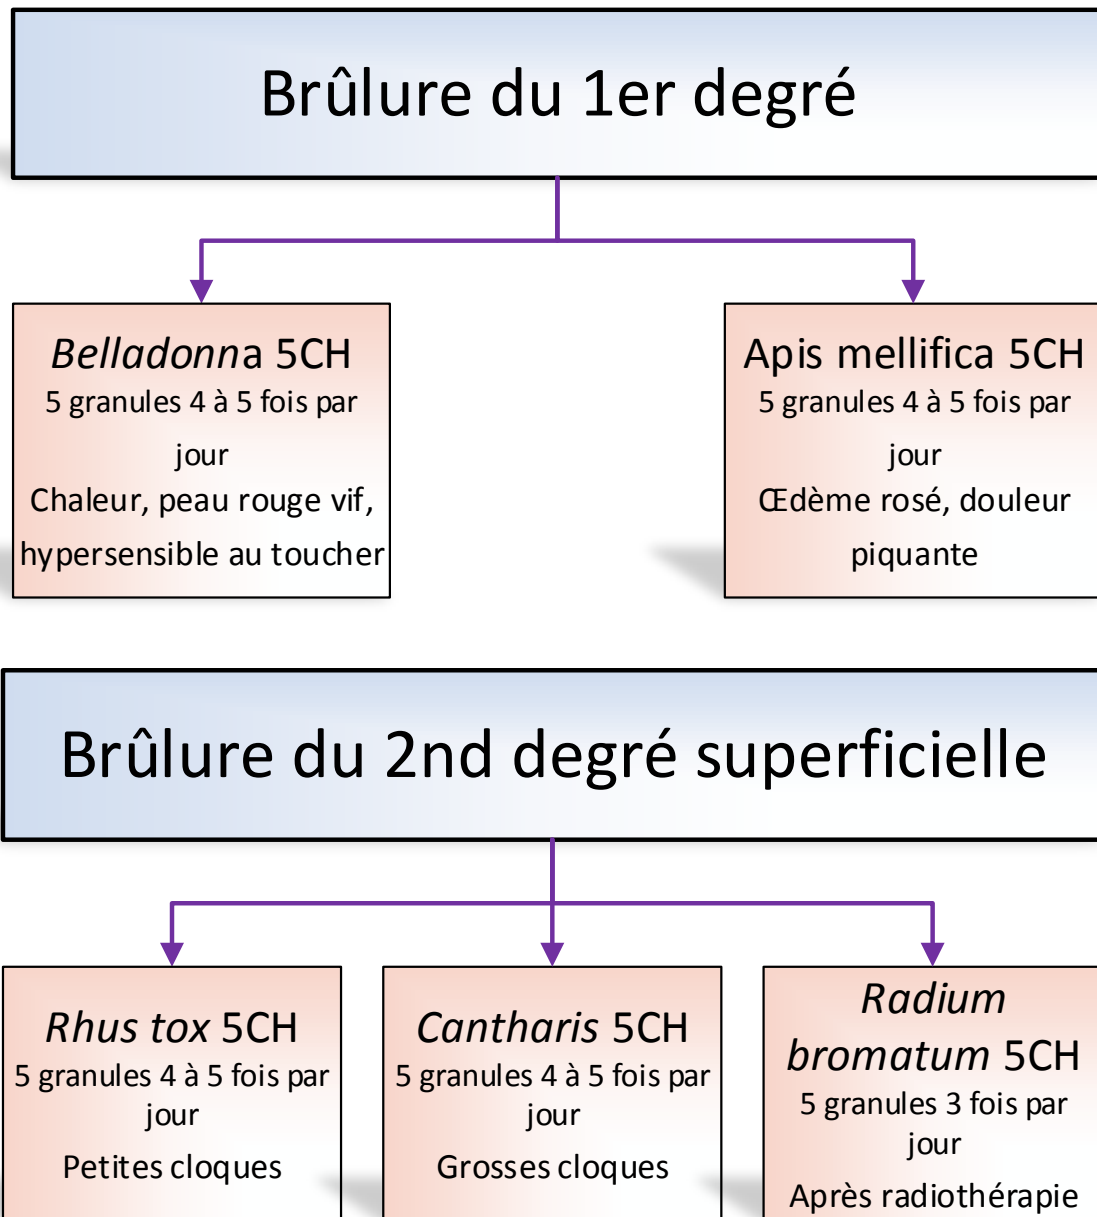 Brûlure du 1er degré
Belladonna 5CH
5 granules 4 à 5 fois par
jour
Chaleur, peau rouge vif,
hypersensible au toucher
Apis mellifica 5CH
5 granules 4 à 5 fois par
jour
Œdème rosé, douleur
piquante
Brûlure du 2nd degré superficielle
Rhus tox 5CH
5 granules 4 à 5 fois par
jour
Petites cloques
Cantharis 5CH
5 granules 4 à 5 fois par
jour
Grosses cloques
Radium
bromatum 5CH
5 granules 3 fois par
jour
Après radiothérapie